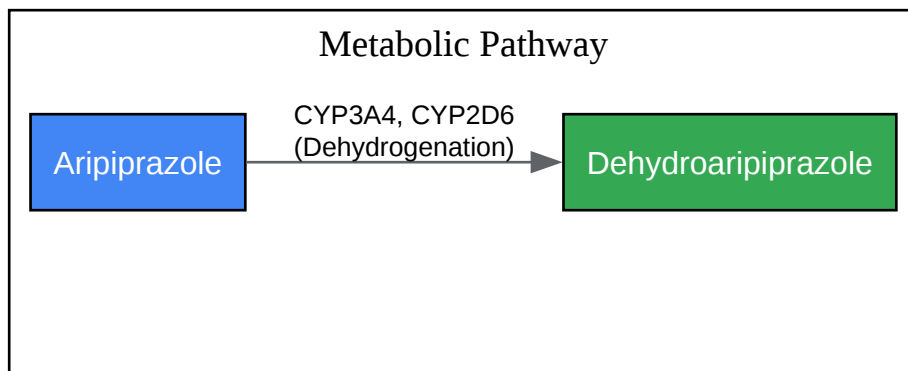 Metabolic Pathway
CYP3A4, CYP2D6
(Dehydrogenation)
Aripiprazole
Dehydroaripiprazole